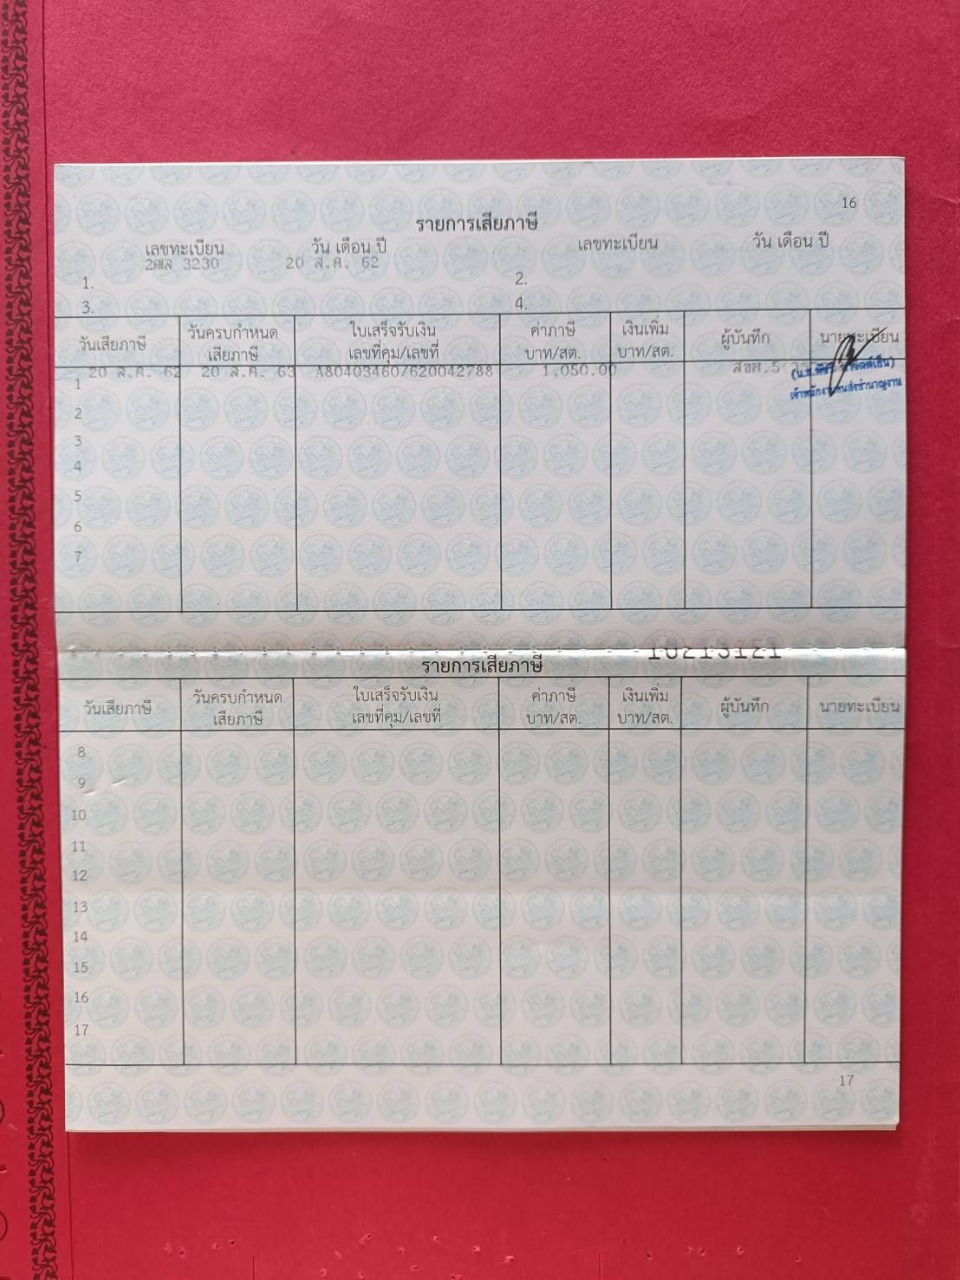 16
รายการเสียภาษี
เลขทะเบียน วัน เดือน ปี เลขทะเบียน วัน เดือน ปี
3230 20 ส.ค. 62
1. 2.
3. 4.
วันเสียภาษี วันครบกำหนดเสียภาษี ใบเสร็จรับเงิน เลขที่คุม/เลขที่ ค่าภาษี บาท/สต. เงินเพิ่ม บาท/สต. ผู้บันทึก นายทะเบียน
1 20 ส.ค. 62 20 ส.ค. 63 A80403460/620042788 1,050.00
2
3
4
5
6
7
รายการเสียภาษี
วันเสียภาษี วันครบกำหนดเสียภาษี ใบเสร็จรับเงิน เลขที่คุม/เลขที่ ค่าภาษี บาท/สต. เงินเพิ่ม บาท/สต. ผู้บันทึก นายทะเบียน
8
9
10
11
12
13
14
15
16
17
17